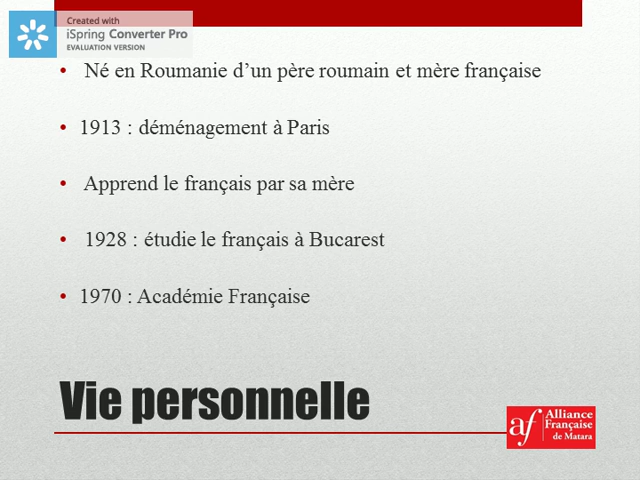 Created with
iSpring Converter Pro
EVALUATION VERSION
• Né en Roumanie d’un père roumain et mère française
• 1913 : déménagement à Paris
• Apprend le français par sa mère
• 1928 : étudie le français à Bucarest
• 1970 : Académie Française
Vie personnelle
af Alliance
Française
de Matara